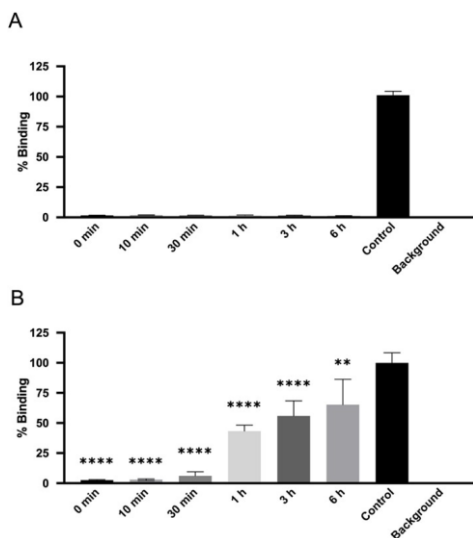 A
125
100
75
50
25
0
% Binding
0 min
10 min
30 min
1 h
3 h
6 h
Control
Background
B
125
100
75
50
25
0
% Binding
****
****
****
****
****
**
0 min
10 min
30 min
1 h
3 h
6 h
Control
Background